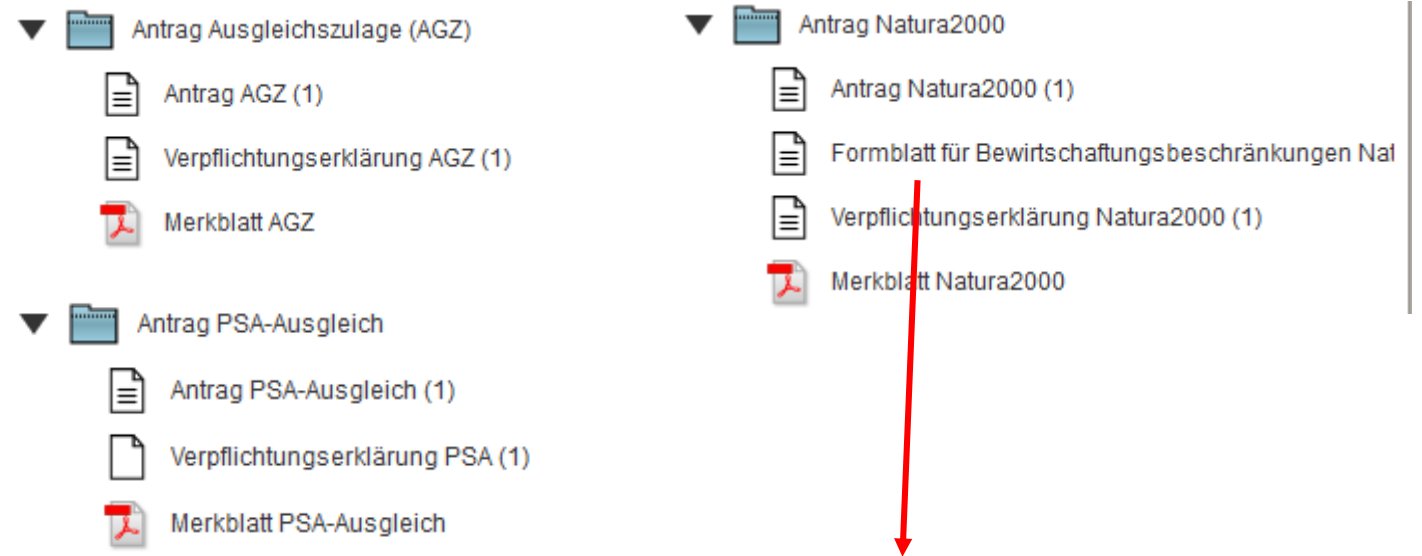 Antrag Ausgleichszulage (AGZ)
Antrag AGZ (1)
Verpflichtungserklärung AGZ (1)
Merkblatt AGZ
Antrag PSA-Ausgleich
Antrag PSA-Ausgleich (1)
Verpflichtungserklärung PSA (1)
Merkblatt PSA-Ausgleich
Antrag Natura2000
Antrag Natura2000 (1)
Formblatt für Bewirtschaftungsbeschränkungen Nat
Verpflichtungserklärung Natura2000 (1)
Merkblatt Natura2000